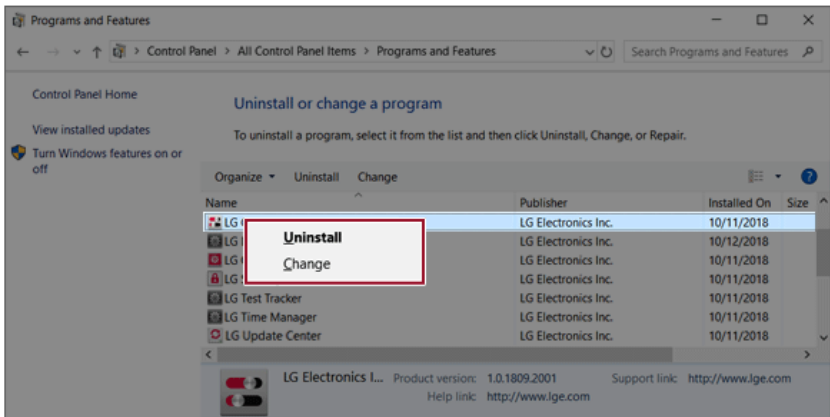 Programs and Features
Control Panel > All Control Panel Items > Programs and Features
Search Programs and Features
Control Panel Home
View installed updates
Turn Windows features on or
off
Uninstall or change a program
To uninstall a program, select it from the list and then click Uninstall, Change, or Repair.
Organize Uninstall Change
Name Publisher Installed On Size
LG LG Electronics Inc. 10/11/2018
LG LG Electronics Inc. 10/12/2018
LG LG Electronics Inc. 10/11/2018
LG LG Electronics Inc. 10/11/2018
Uninstall
Change
LG Test Tracker LG Electronics Inc. 10/11/2018
LG Time Manager LG Electronics Inc. 10/11/2018
LG Update Center LG Electronics Inc. 10/11/2018
LG Electronics I... Product version: 1.0.1809.2001 Support link: http://www.lge.com
Help link: http://www.lge.com